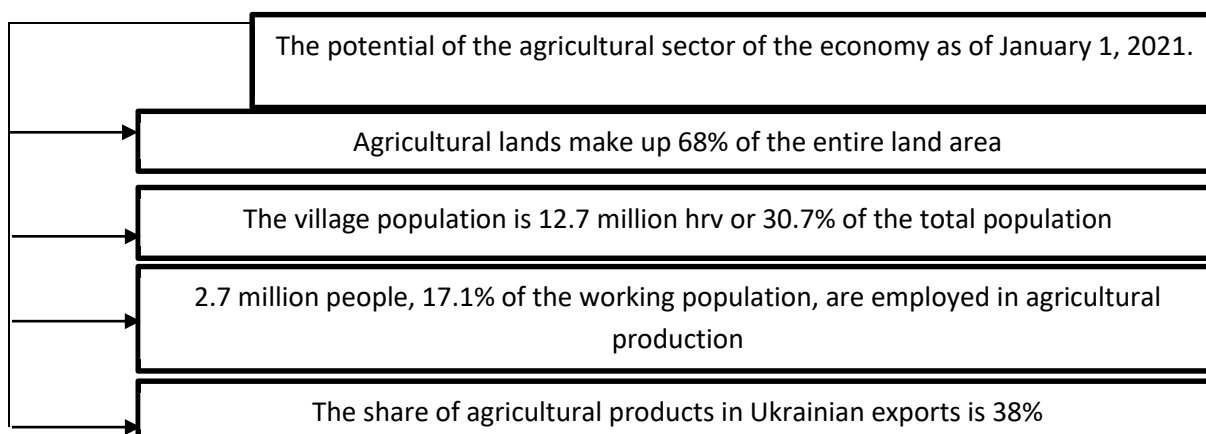 The potential of the agricultural sector of the economy as of January 1, 2021.
Agricultural lands make up 68% of the entire land area
The village population is 12.7 million hrv or 30.7% of the total population
2.7 million people, 17.1% of the working population, are employed in agricultural
production
The share of agricultural products in Ukrainian exports is 38%